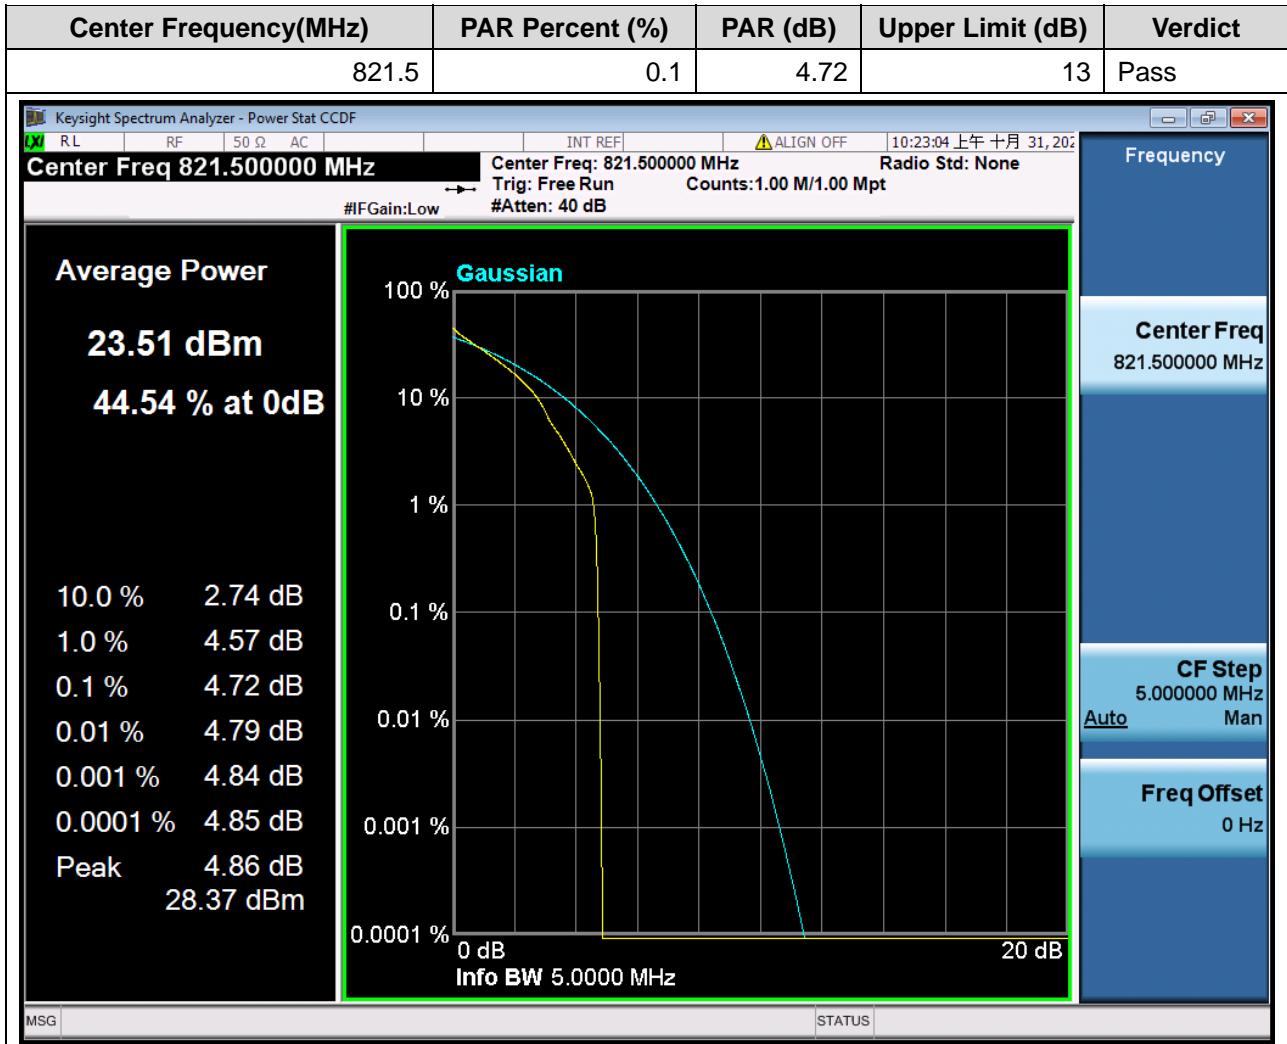 Center Frequency(MHz) PAR Percent (%) PAR (dB) Upper Limit (dB) Verdict
821.5 0.1 4.72 13 Pass
Keysight Spectrum Analyzer - Power Stat CCDF
LXI RL RF 50 Ω AC INT REF ALIGN OFF 10:23:04 上午 十月 31, 202
Center Freq 821.500000 MHz
Center Freq: 821.500000 MHz Radio Std: None
Trig: Free Run Counts:1.00 M/1.00 Mpt
#IFGain:Low #Atten: 40 dB
Average Power
23.51 dBm
44.54 % at 0dB
10.0 % 2.74 dB
1.0 % 4.57 dB
0.1 % 4.72 dB
0.01 % 4.79 dB
0.001 % 4.84 dB
0.0001 % 4.85 dB
Peak 4.86 dB
28.37 dBm
Gaussian
100 %
10 %
1 %
0.1 %
0.01 %
0.001 %
0.0001 %
0 dB 20 dB
Info BW 5.0000 MHz
Frequency
Center Freq
821.500000 MHz
CF Step
5.000000 MHz
Auto Man
Freq Offset
0 Hz
MSG STATUS